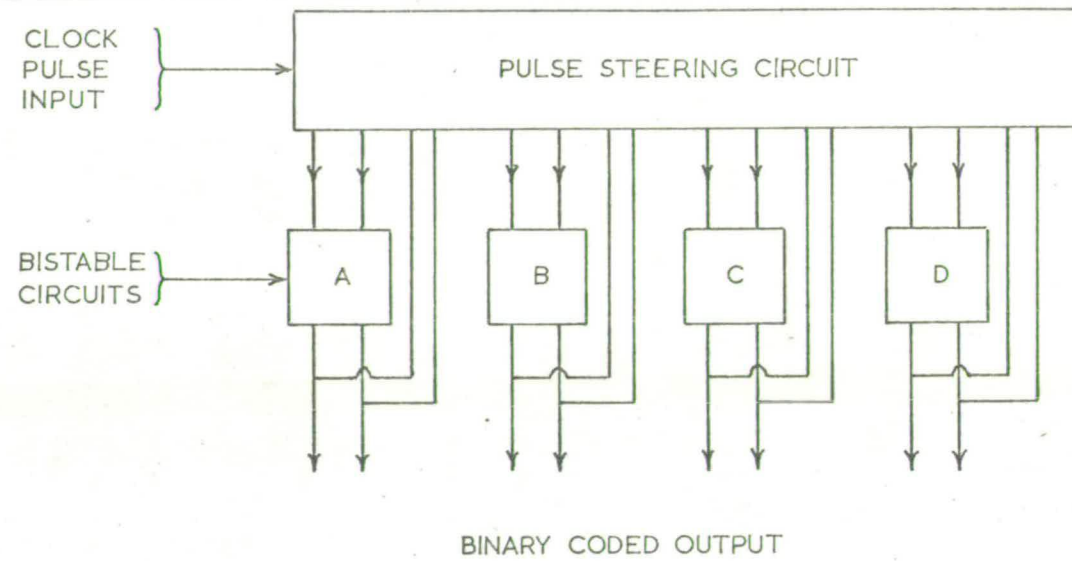 CLOCK
PULSE
INPUT
PULSE STEERING CIRCUIT
BISTABLE
CIRCUITS
A
B
C
D
BINARY CODED OUTPUT